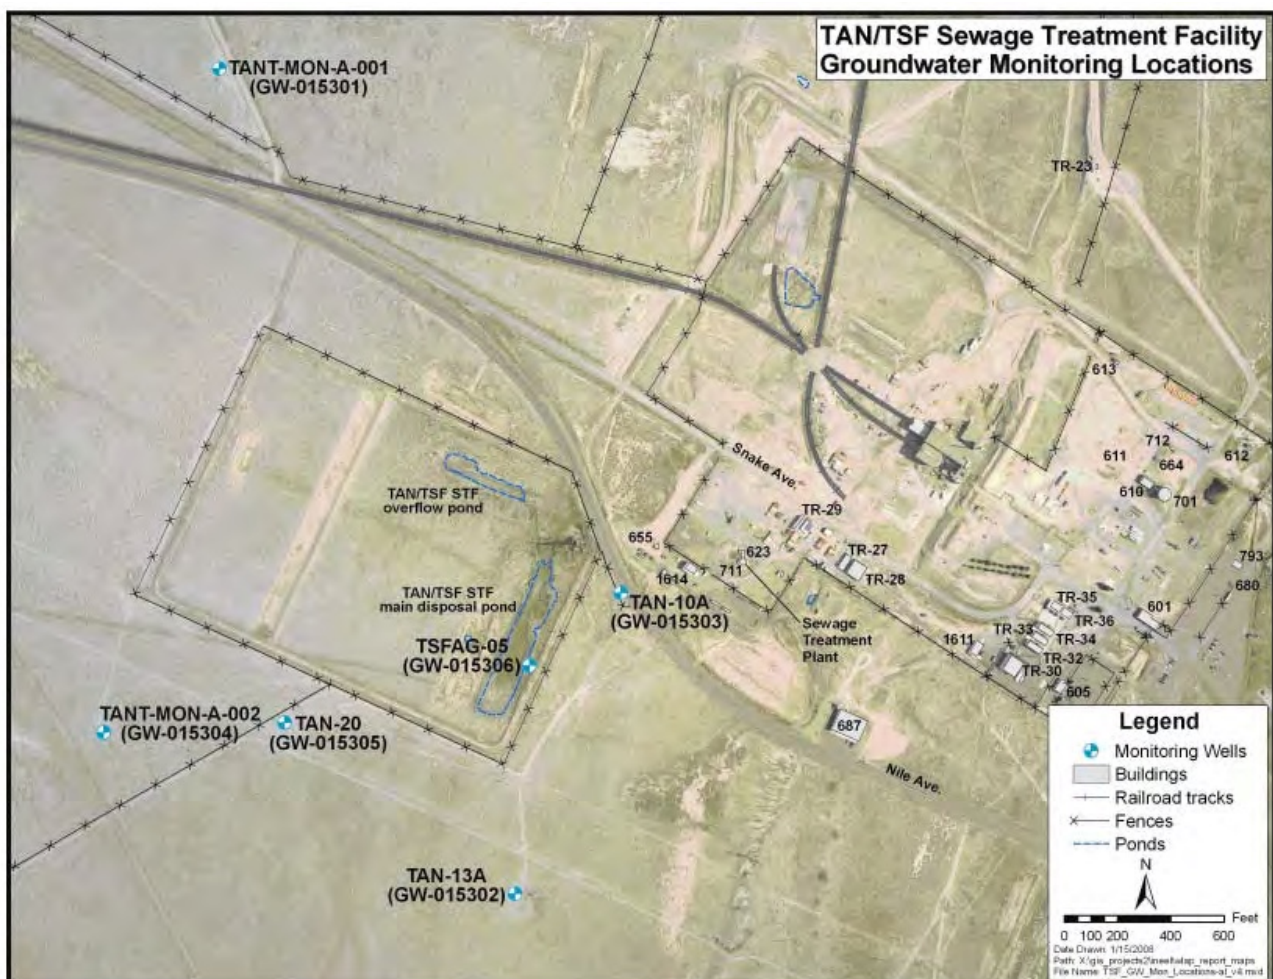 TAN/TSF Sewage Treatment Facility
Groundwater Monitoring Locations
TANT-MON-A-001
(GW-015301)
TR-23
613
712
612
611
664
610
701
Snake Ave.
TAN/TSF STF
overflow pond
TR-29
655
623
TR-27
793
1614
711
TR-28
680
TAN/TSF STF
main disposal pond
TAN-10A
(GW-015303)
TR-35
601
TR-36
Sewage
Treatment
Plant
TR-33
TR-34
1611
TR-32
TR-30
605
TSFAG-05
(GW-015306)
TANT-MON-A-002
(GW-015304)
TAN-20
(GW-015305)
687
Nile Ave.
TAN-13A
(GW-015302)
Legend
Monitoring Wells
Buildings
Railroad tracks
Fences
Ponds
N
Feet
0 100 200 400 600
Date Drawn: 1/15/2008